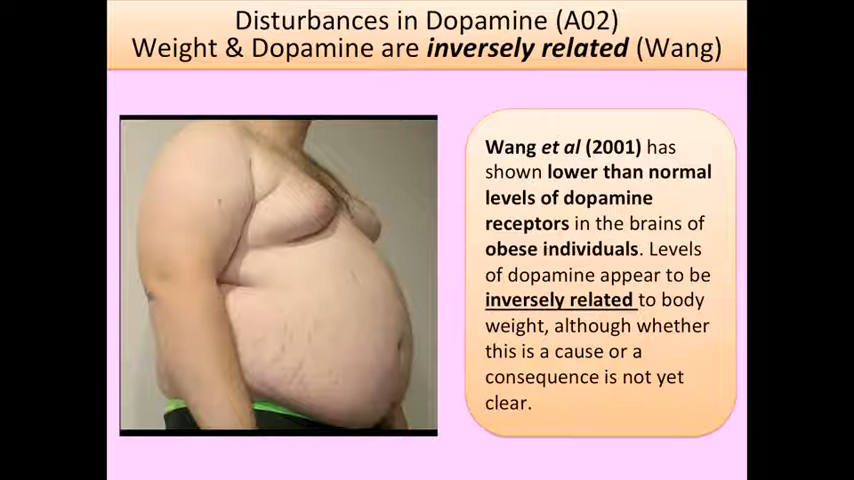 Disturbances in Dopamine (A02)
Weight & Dopamine are inversely related (Wang)
Wang et al (2001) has
shown lower than normal
levels of dopamine
receptors in the brains of
obese individuals. Levels
of dopamine appear to be
inversely related to body
weight, although whether
this is a cause or a
consequence is not yet
clear.